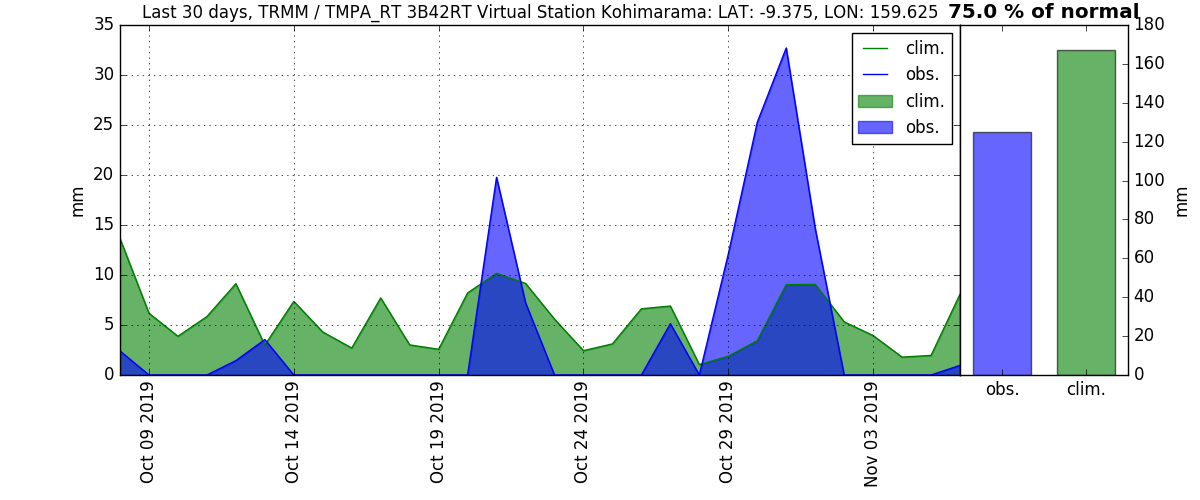 Last 30 days, TRMM / TMPA_RT 3B42RT Virtual Station Kohimarama: LAT: -9.375, LON: 159.625
75.0 % of normal
mm
35
30
25
20
15
10
5
0
clim.
obs.
clim.
obs.
Oct 09 2019
Oct 14 2019
Oct 19 2019
Oct 24 2019
Oct 29 2019
Nov 03 2019
180
160
140
120
100
80
60
40
20
0
mm
obs.
clim.